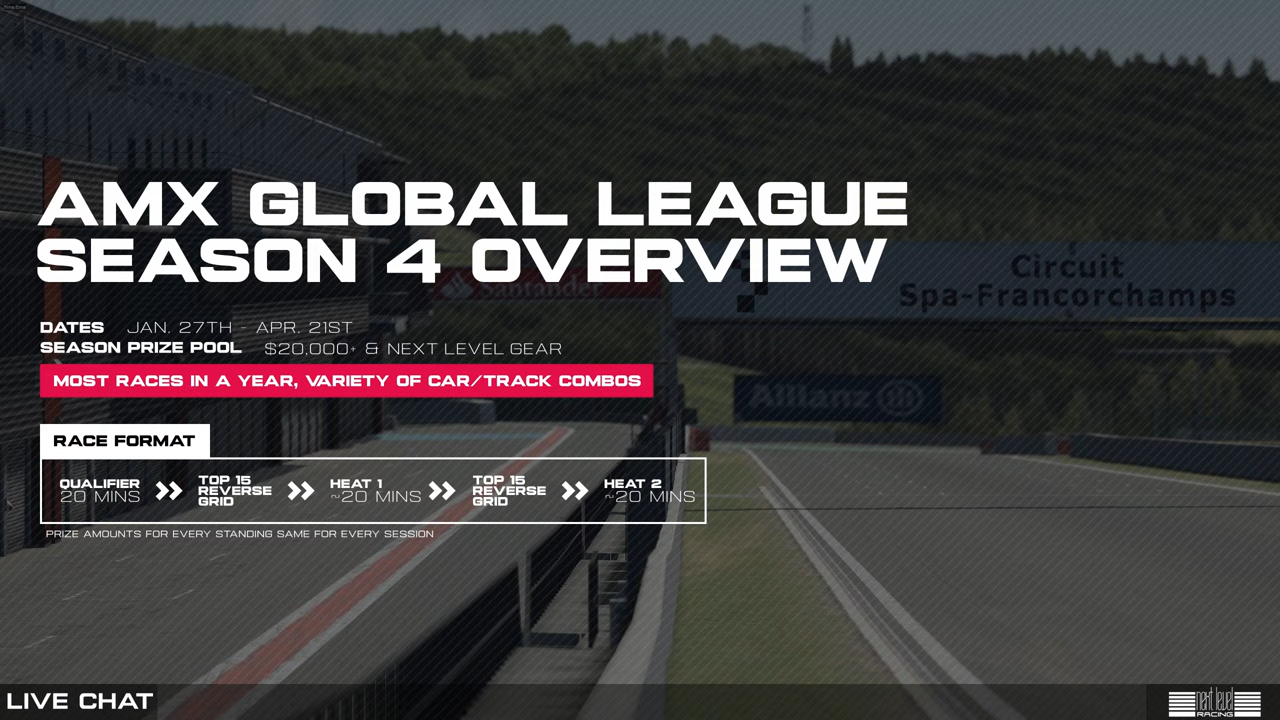 AMX GLOBAL LEAGUE
SEASON 4 OVERVIEW
Circuit
Spa-Francorchamps
Santander
DATES JAN. 27TH - APR. 21ST
SEASON PRIZE POOL $20,000+ & NEXT LEVEL GEAR
MOST RACES IN A YEAR, VARIETY OF CAR/TRACK COMBOS
Allianz
RACE FORMAT
QUALIFIER
20 MINS
TOP 15
REVERSE
GRID
HEAT 1
~20 MINS
TOP 15
REVERSE
GRID
HEAT 2
~20 MINS
PRIZE AMOUNTS FOR EVERY STANDING SAME FOR EVERY SESSION
LIVE CHAT
next level
RACING